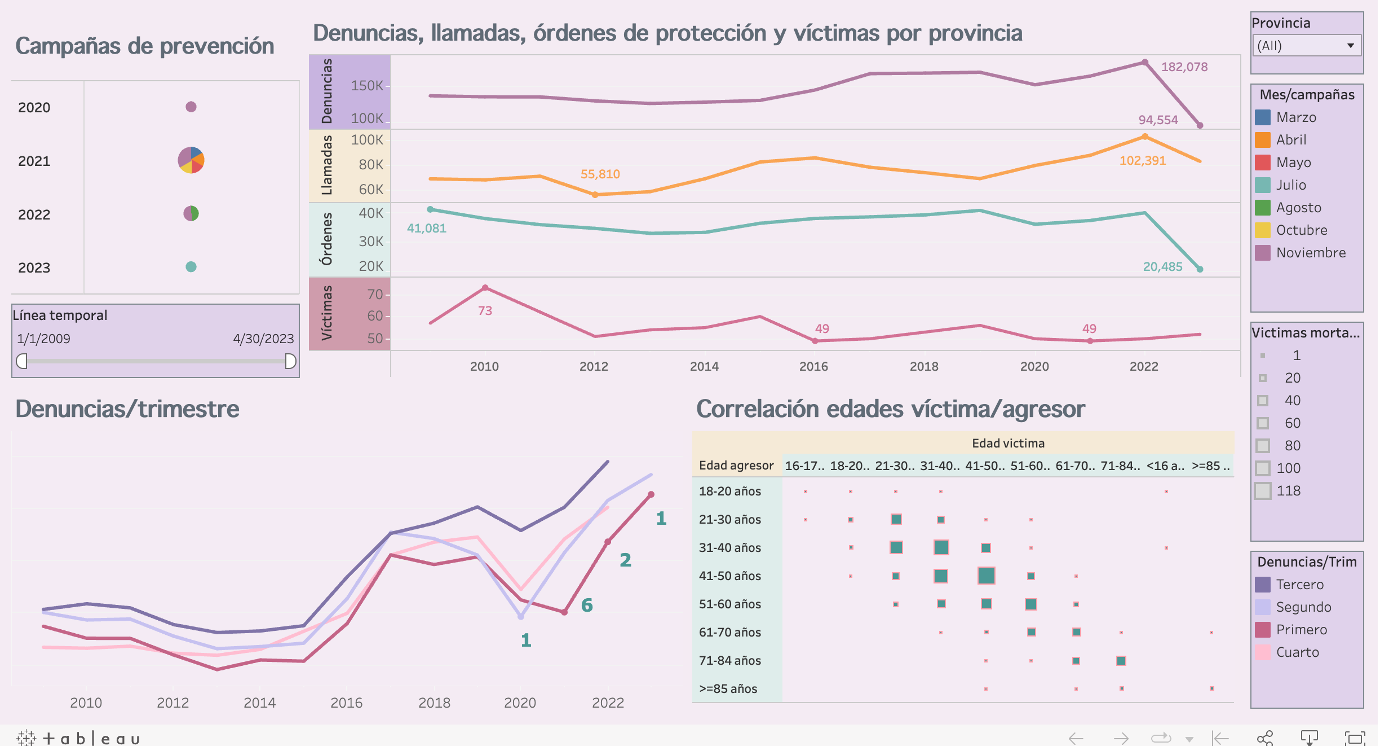 Campañas de prevención
2020
2021
2022
2023
Línea temporal
1/1/2009 4/30/2023
Denuncias, llamadas, órdenes de protección y víctimas por provincia
Denuncias
150K
100K
182,078
94,554
Llamadas
100K
80K
60K
55,810
102,391
Órdenes
40K
30K
20K
41,081
20,485
Víctimas
70
60
50
73
49
49
2010 2012 2014 2016 2018 2020 2022
Provincia
(All)
Mes/campañas
Marzo
Abril
Mayo
Julio
Agosto
Octubre
Noviembre
Victimas morta...
1
20
40
60
80
100
118
Denuncias/trimestre
1
2
6
1
2010 2012 2014 2016 2018 2020 2022
Correlación edades víctima/agresor
Edad victima
Edad agresor 16-17.. 18-20.. 21-30.. 31-40.. 41-50.. 51-60.. 61-70.. 71-84.. <16 a.. >=85 ..
18-20 años
21-30 años
31-40 años
41-50 años
51-60 años
61-70 años
71-84 años
>=85 años
Denuncias/Trim
Tercero
Segundo
Primero
Cuarto
+ a b l e a u